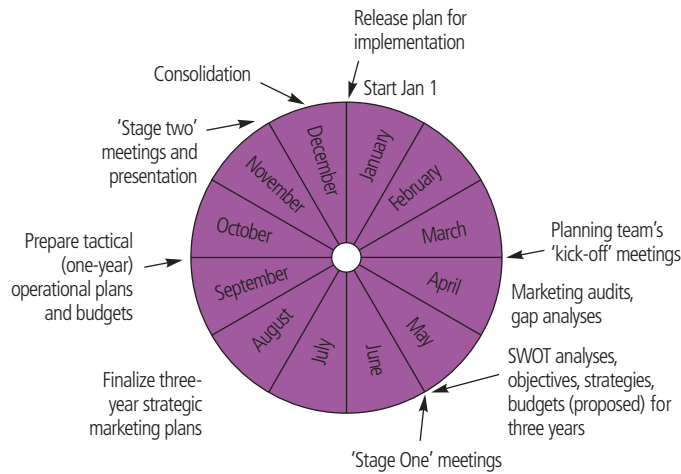 Release plan for
implementation
Start Jan 1
Consolidation
'Stage two'
meetings and
presentation
Prepare tactical
(one-year)
operational plans
and budgets
Finalize three-
year strategic
marketing plans
'Stage One' meetings
SWOT analyses,
objectives, strategies,
budgets (proposed) for
three years
Marketing audits,
gap analyses
Planning team's
'kick-off' meetings
January
February
March
April
May
June
July
August
September
October
November
December